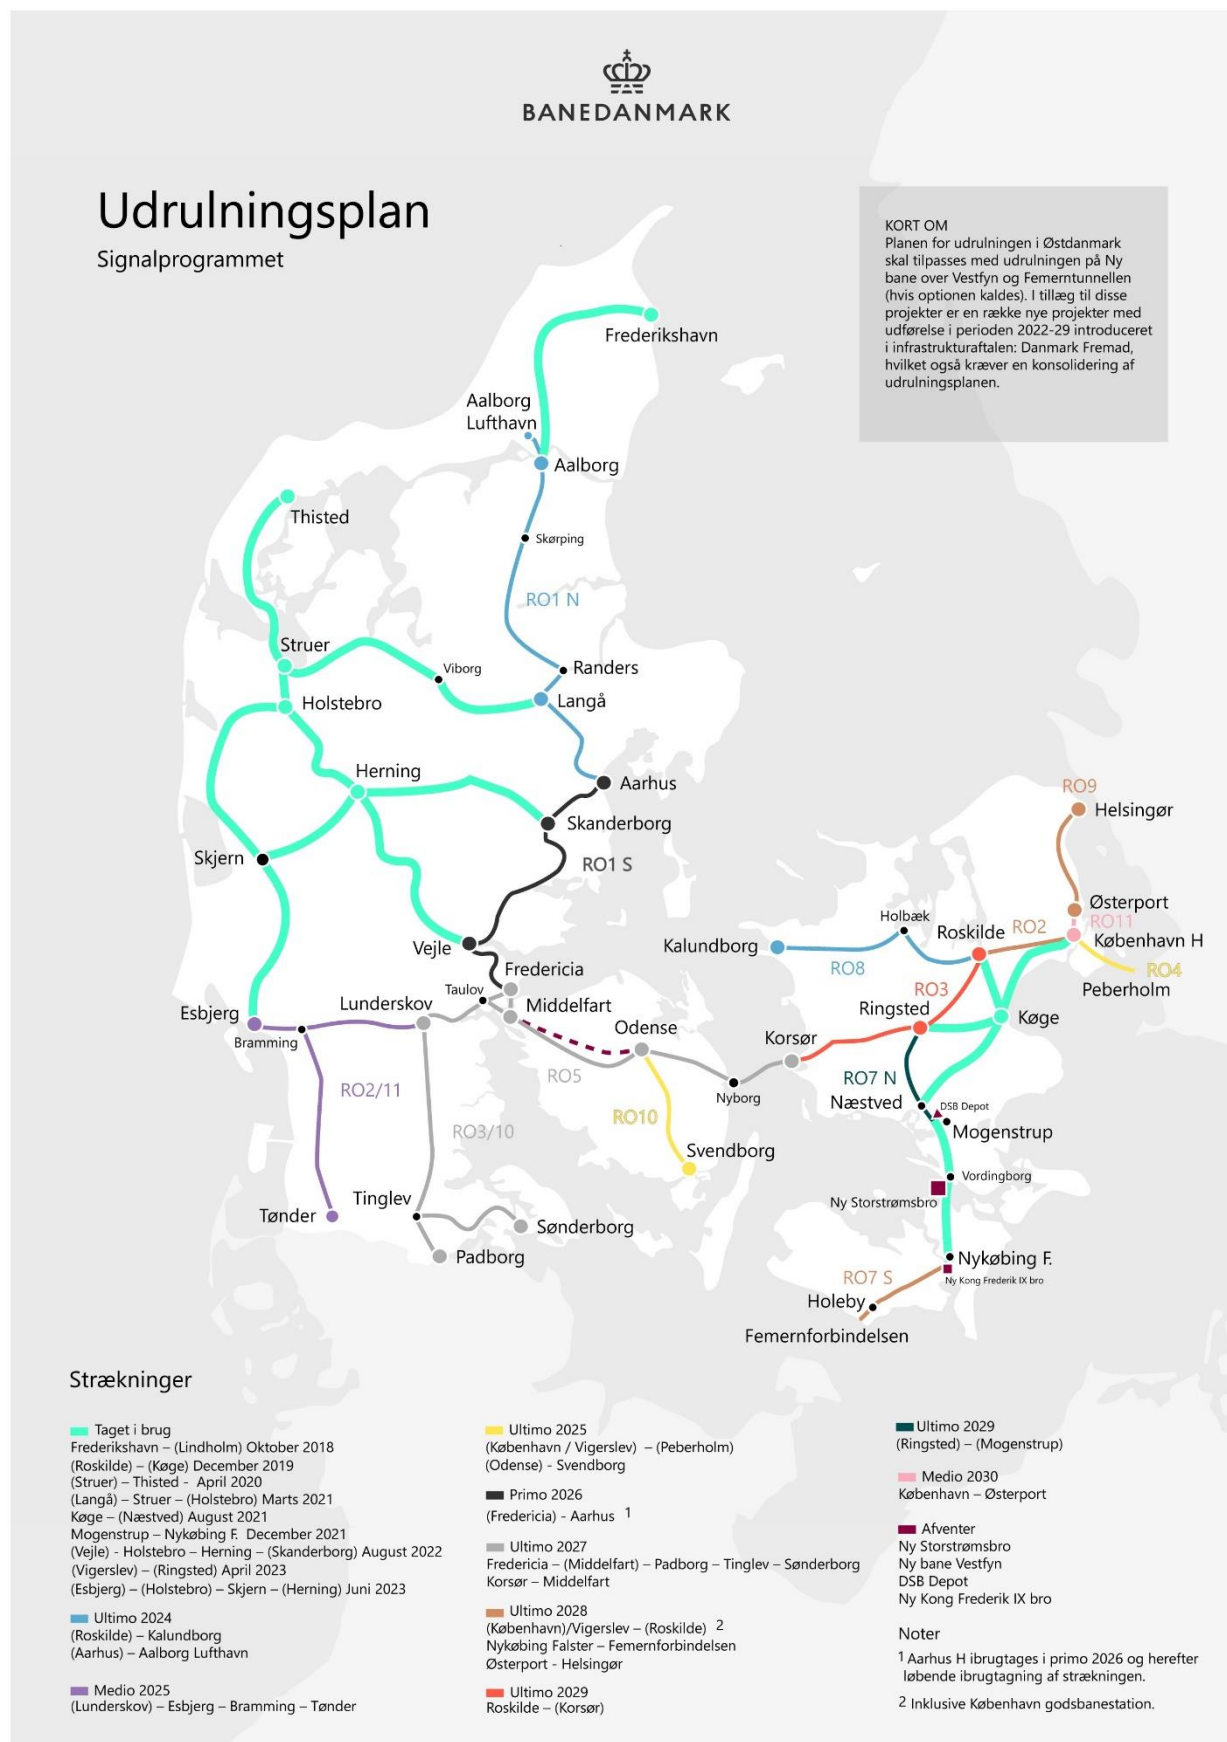 BANEDANMARK
Udrulningsplan
Signalprogrammet
KORT OM
Planen for udrulningen i Østdanmark
skal tilpasses med udrulningen på Ny
bane over Vestfyn og Femerntunnellen
(hvis optionen kaldes). I tillæg til disse
projekter er en række nye projekter med
udførelse i perioden 2022-29 introduceret
i infrastrukturaftalen: Danmark Fremad,
hvilket også kræver en konsolidering af
udrulningsplanen.
Frederikshavn
Aalborg
Lufthavn
Aalborg
Thisted
Skørping
RO1 N
Struer
Viborg
Randers
Holstebro
Langå
Herning
Aarhus
RO9
Helsingør
Skanderborg
Skjern
RO1 S
Østerport
Holbæk
RO11
Roskilde
RO2
København H
Vejle
Kalundborg
RO8
RO4
Fredericia
Taulov
Peberholm
RO3
Lunderskov
Middelfart
Ringsted
Esbjerg
Odense
Køge
Korsør
Bramming
RO5
RO7 N
RO2/11
Nyborg
Næstved
DSB Depot
RO10
RO3/10
Mogenstrup
Svendborg
Vordingborg
Tinglev
Ny Storstrømsbro
Tønder
Sønderborg
Padborg
Nykøbing F.
RO7 S
Ny Kong Frederik IX bro
Holeby
Femernforbindelsen
Strækninger
Taget i brug
Frederikshavn – (Lindholm) Oktober 2018
(Roskilde) – (Køge) December 2019
(Struer) – Thisted - April 2020
(Langå) – Struer – (Holstebro) Marts 2021
Køge – (Næstved) August 2021
Mogenstrup – Nykøbing F. December 2021
(Vejle) - Holstebro – Herning – (Skanderborg) August 2022
(Vigerslev) – (Ringsted) April 2023
(Esbjerg) – (Holstebro) – Skjern – (Herning) Juni 2023
Ultimo 2024
(Roskilde) – Kalundborg
(Aarhus) – Aalborg Lufthavn
Medio 2025
(Lunderskov) – Esbjerg – Bramming – Tønder
Ultimo 2025
(København / Vigerslev) – (Peberholm)
(Odense) - Svendborg
Primo 2026
(Fredericia) - Aarhus 1
Ultimo 2027
Fredericia – (Middelfart) – Padborg – Tinglev – Sønderborg
Korsør – Middelfart
Ultimo 2028
(København)/Vigerslev – (Roskilde) 2
Nykøbing Falster – Femernforbindelsen
Østerport - Helsingør
Ultimo 2029
Roskilde – (Korsør)
Ultimo 2029
(Ringsted) – (Mogenstrup)
Medio 2030
København – Østerport
Afventer
Ny Storstrømsbro
Ny bane Vestfyn
DSB Depot
Ny Kong Frederik IX bro
Noter
1 Aarhus H ibrugtages i primo 2026 og herefter
løbende ibrugtagning af strækningen.
2 Inklusive København godsbanestation.